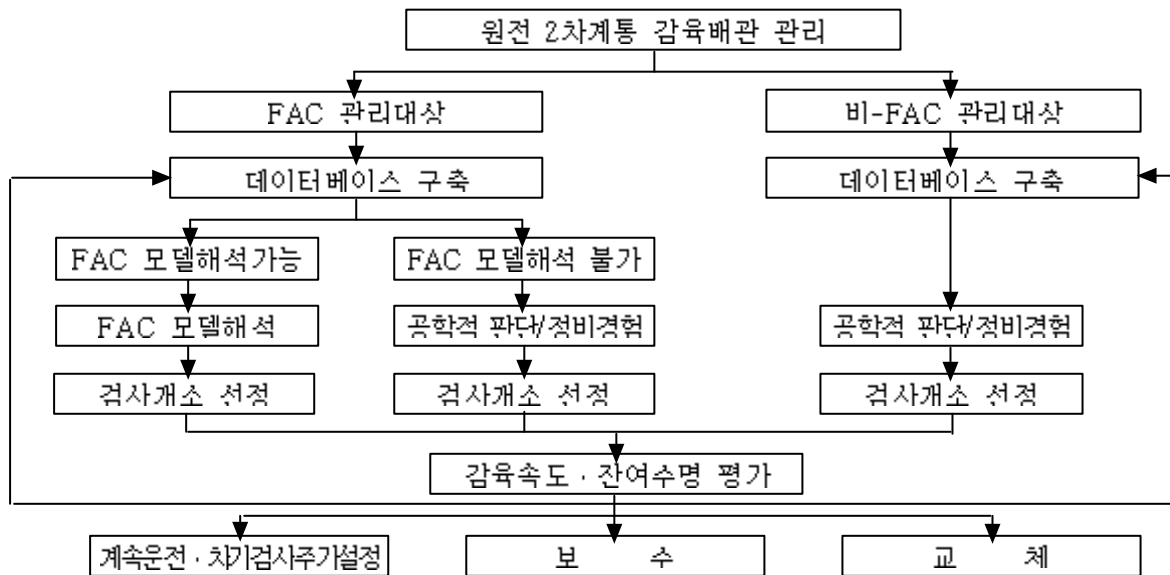 원전 2차계통 감육배관 관리
FAC 관리대상
비-FAC 관리대상
데이터베이스 구축
데이터베이스 구축
FAC 모델해석가능
FAC 모델해석 불가
FAC 모델해석
공학적 판단/정비경험
공학적 판단/정비경험
검사개소 선정
검사개소 선정
검사개소 선정
감육속도·잔여수명 평가
계속운전·차기검사주기설정
보 수
교 체